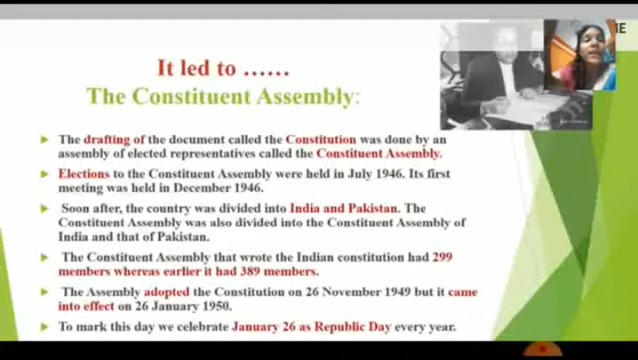 It led to ......
The Constituent Assembly:
The drafting of the document called the Constitution was done by an
assembly of elected representatives called the Constituent Assembly.
Elections to the Constituent Assembly were held in July 1946. Its first
meeting was held in December 1946.
Soon after, the country was divided into India and Pakistan. The
Constituent Assembly was also divided into the Constituent Assembly of
India and that of Pakistan.
The Constituent Assembly that wrote the Indian constitution had 299
members whereas earlier it had 389 members.
The Assembly adopted the Constitution on 26 November 1949 but it came
into effect on 26 January 1950.
To mark this day we celebrate January 26 as Republic Day every year.